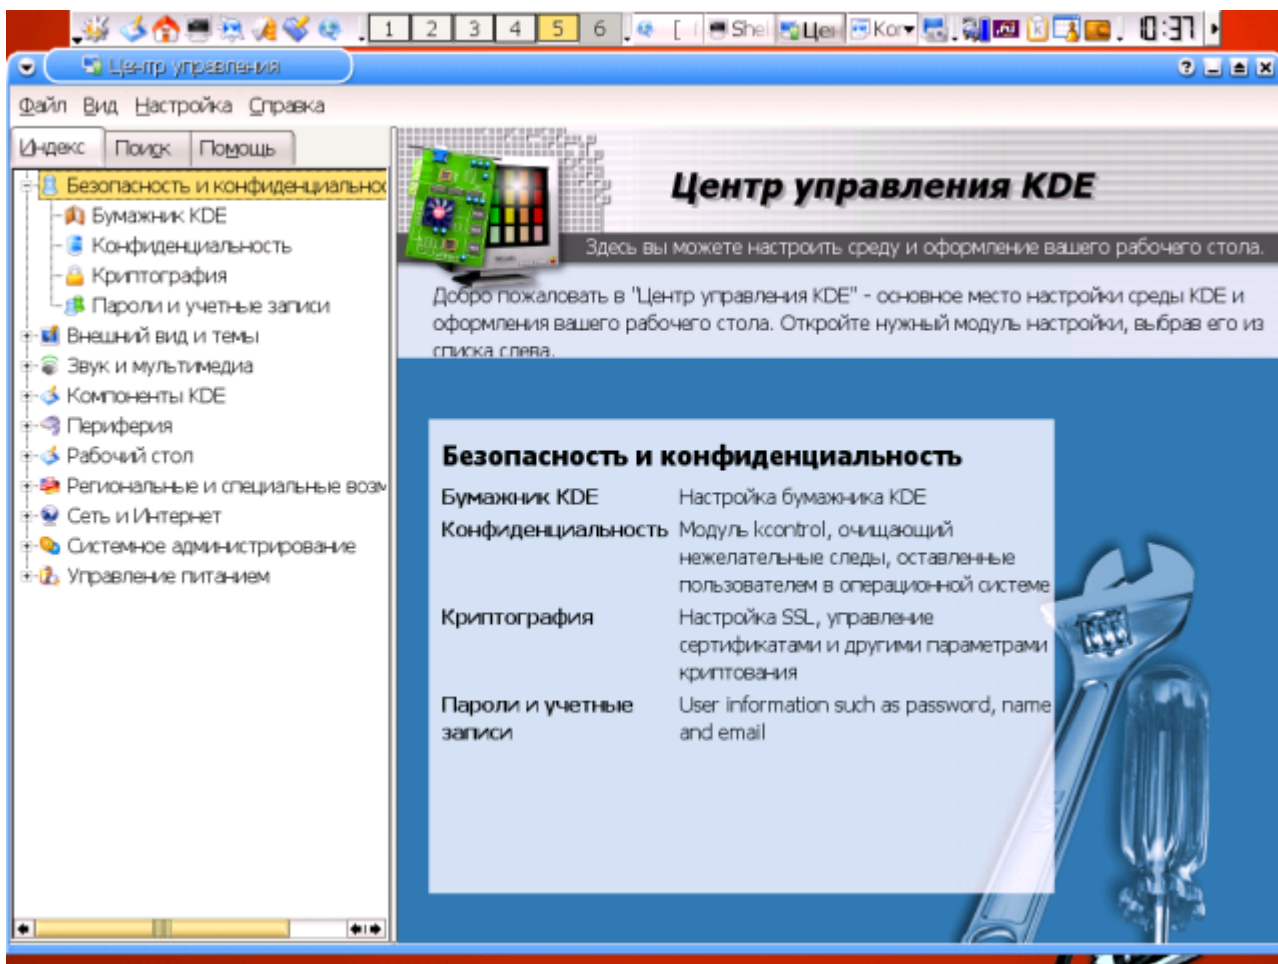 1 2 3 4 5 6 Shel Цен Кon 10:37
Центр управления
Файл Вид Настройка Справка
Индекс Поиск Помощь
Безопасность и конфиденциальнос
Бумажник KDE
Конфиденциальность
Криптография
Пароли и учетные записи
Внешний вид и темы
Звук и мультимедиа
Компоненты KDE
Периферия
Рабочий стол
Региональные и специальные возм
Сеть и Интернет
Системное администрирование
Управление питанием
Центр управления KDE
Здесь вы можете настроить среду и оформление вашего рабочего стола.
Добро пожаловать в "Центр управления KDE" - основное место настройки среды KDE и
оформления вашего рабочего стола. Откройте нужный модуль настройки, выбрав его из
списка слева.
Безопасность и конфиденциальность
Бумажник KDE Настройка бумажника KDE
Конфиденциальность Модуль kcontrol, очищающий
нежелательные следы, оставленные
пользователем в операционной системе
Криптография Настройка SSL, управление
сертификатами и другими параметрами
криптования
Пароли и учетные User information such as password, name
записи and email